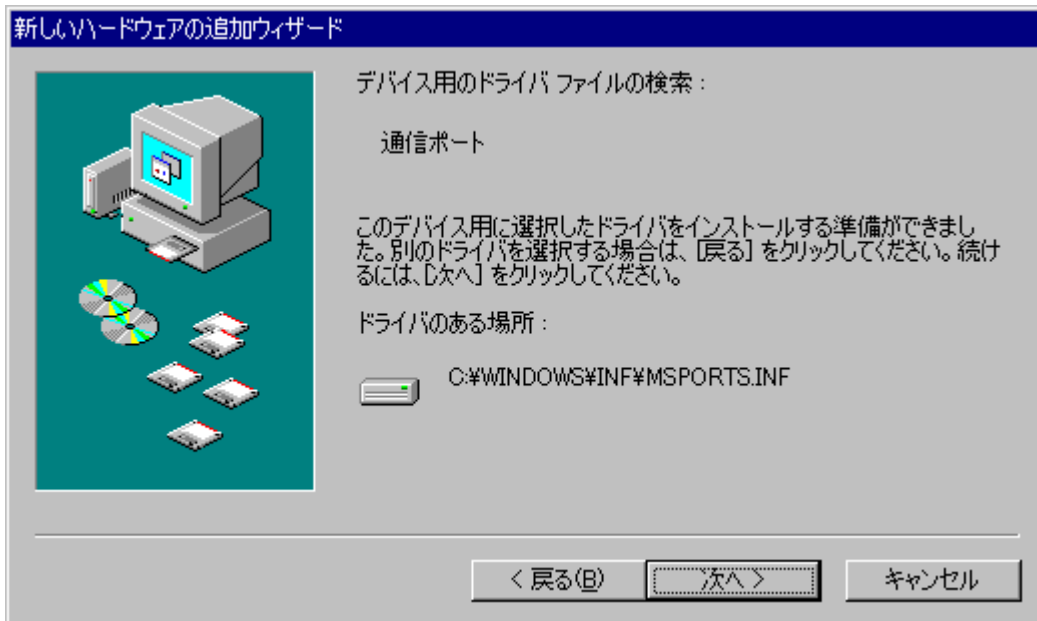 新しいハードウェアの追加ウィザード
デバイス用のドライバ ファイルの検索 :
通信ポート
このデバイス用に選択したドライバをインストールする準備ができまし
た。別のドライバを選択する場合は、[戻る] をクリックしてください。続け
るには、[次へ] をクリックしてください。
ドライバのある場所 :
C:¥WINDOWS¥INF¥MSPORTS.INF
< 戻る(B)
次へ >
キャンセル